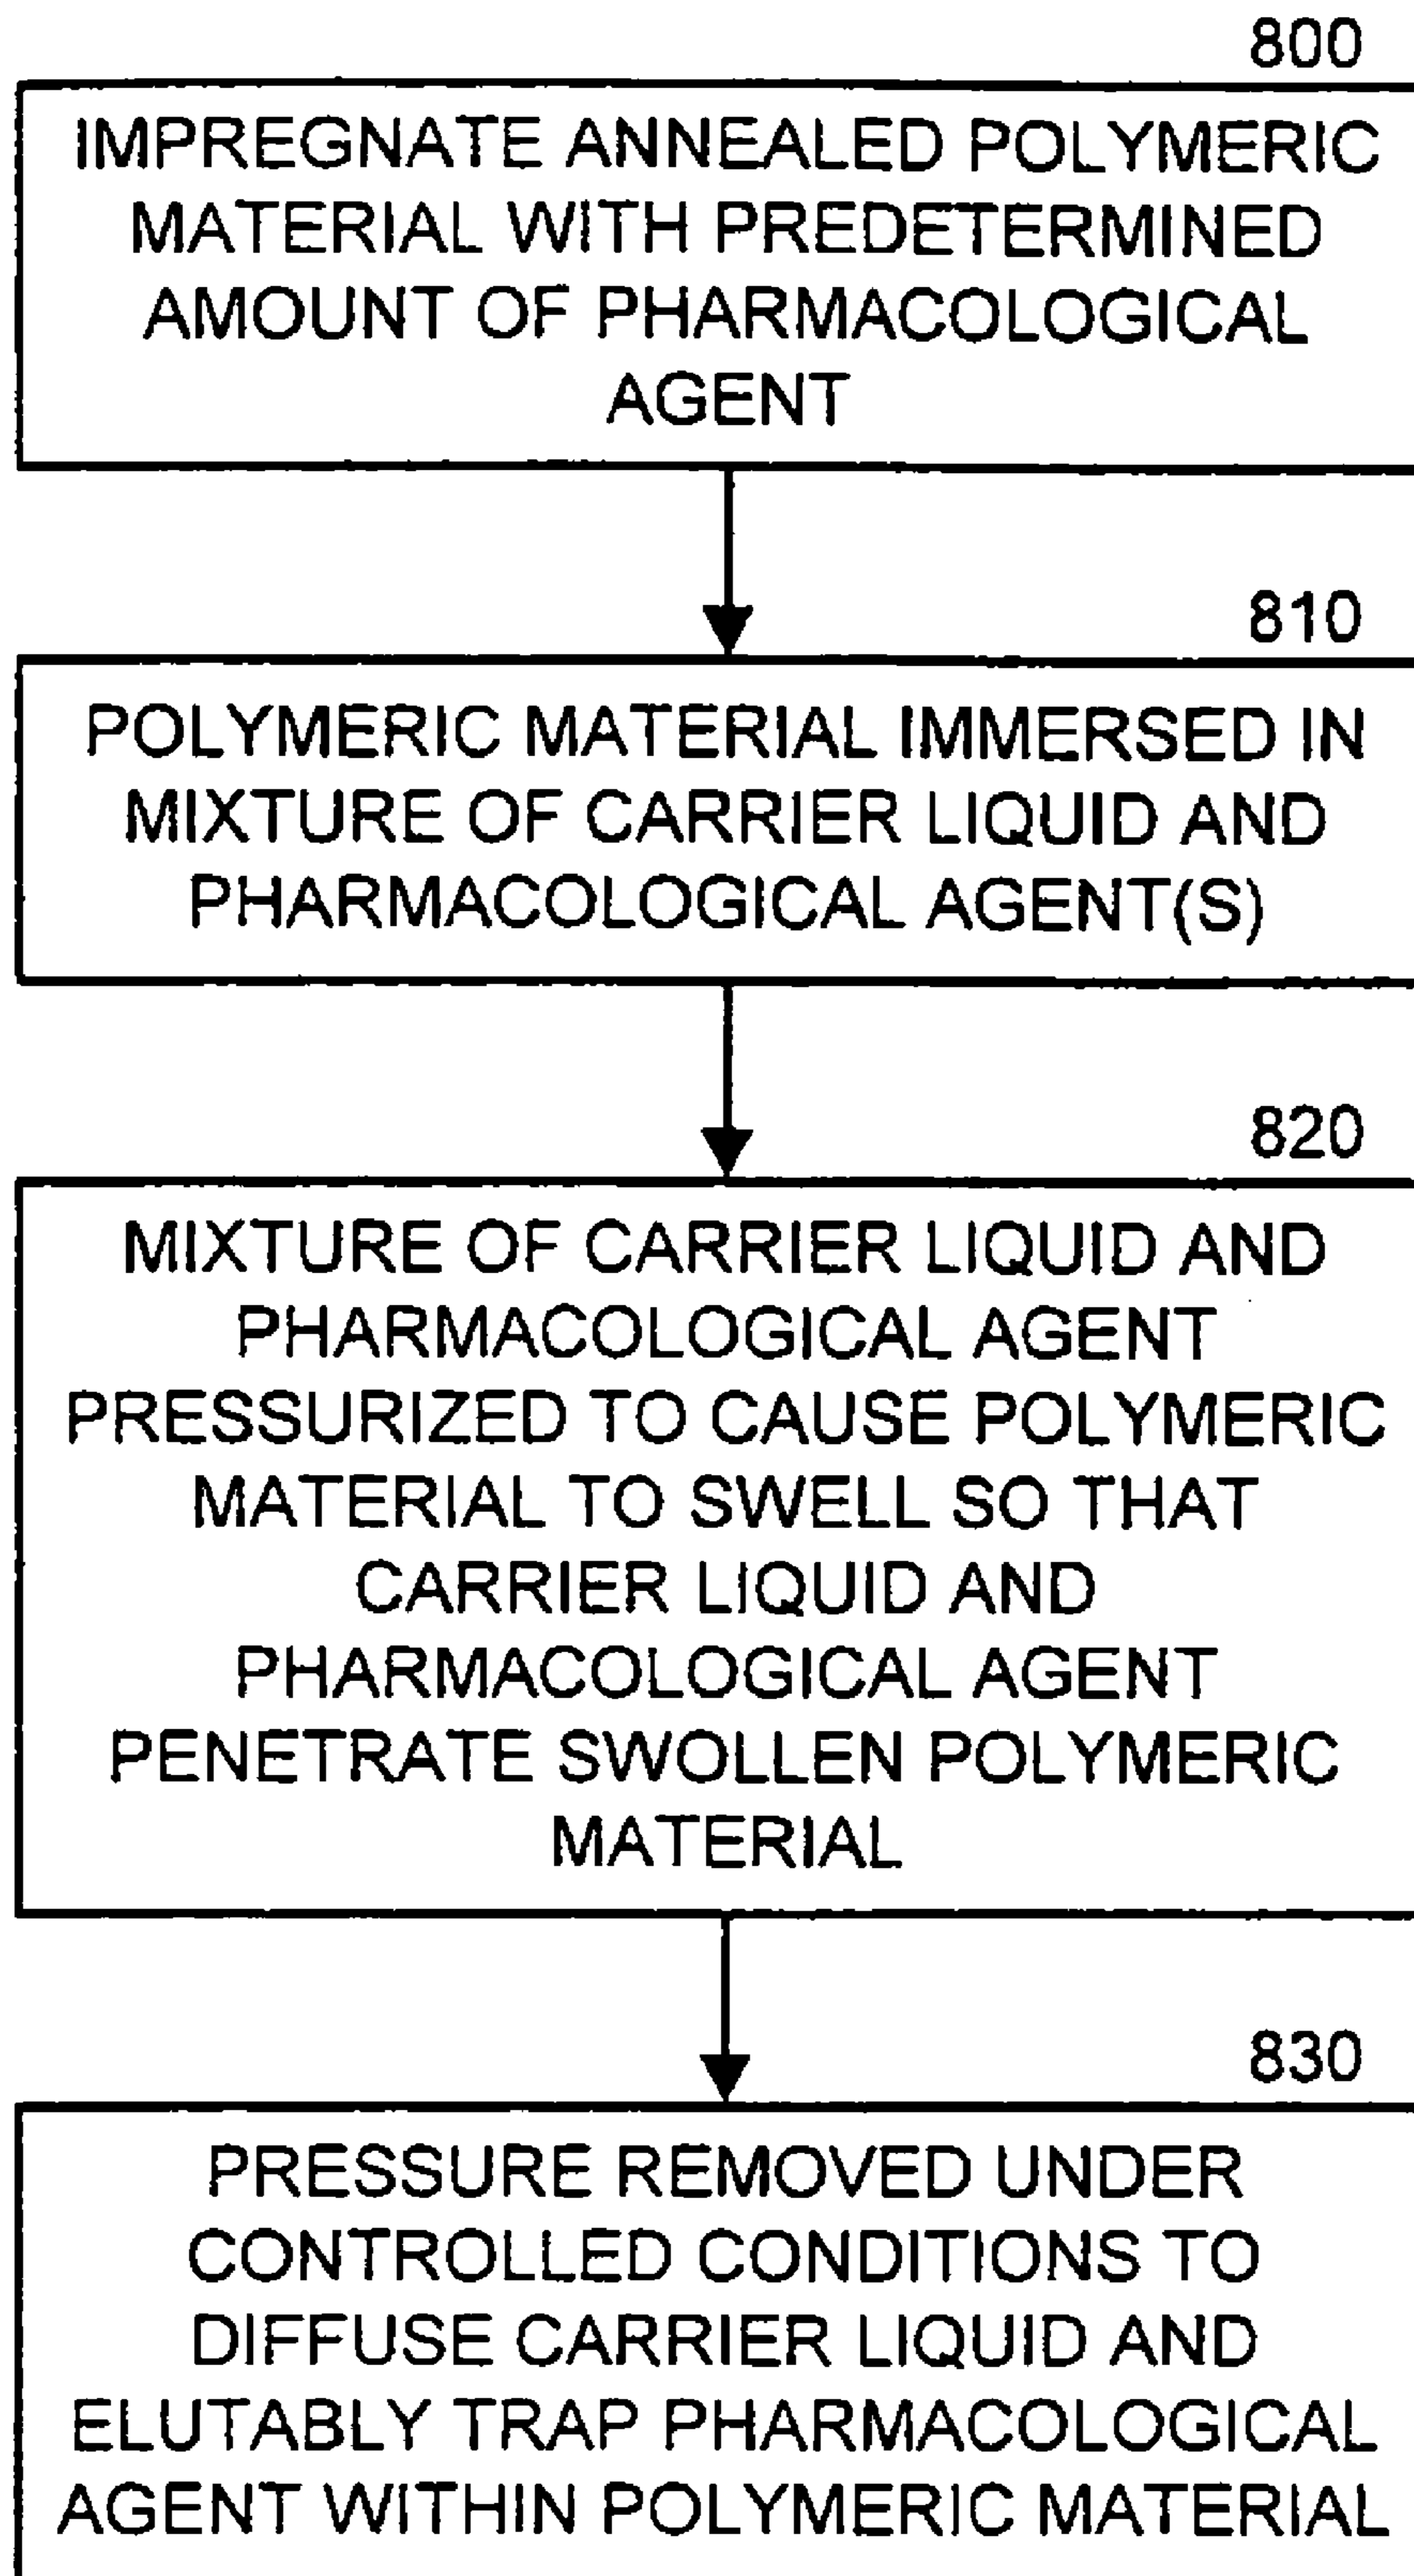 800
IMPREGNATE ANNEALED POLYMERIC
MATERIAL WITH PREDETERMINED
AMOUNT OF PHARMACOLOGICAL
AGENT
810
POLYMERIC MATERIAL IMMERSED IN
MIXTURE OF CARRIER LIQUID AND
PHARMACOLOGICAL AGENT(S)
820
MIXTURE OF CARRIER LIQUID AND
PHARMACOLOGICAL AGENT
PRESSURIZED TO CAUSE POLYMERIC
MATERIAL TO SWELL SO THAT
CARRIER LIQUID AND
PHARMACOLOGICAL AGENT
PENETRATE SWOLLEN POLYMERIC
MATERIAL
830
PRESSURE REMOVED UNDER
CONTROLLED CONDITIONS TO
DIFFUSE CARRIER LIQUID AND
ELUTABLY TRAP PHARMACOLOGICAL
AGENT WITHIN POLYMERIC MATERIAL